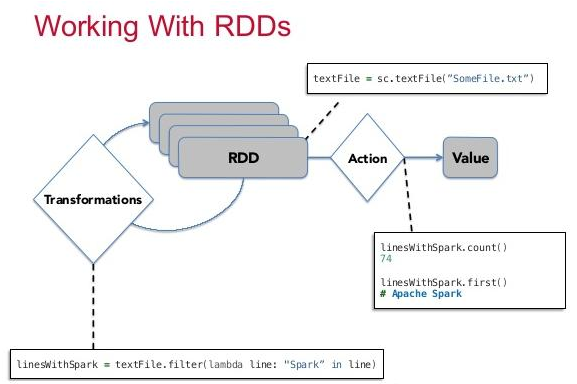 Working With RDDs
textFile = sc.textFile(”SomeFile.txt”)
RDD
Action
Value
Transformations
linesWithSpark.count()
74
linesWithSpark.first()
# Apache Spark
linesWithSpark = textFile.filter(lambda line: "Spark” in line)